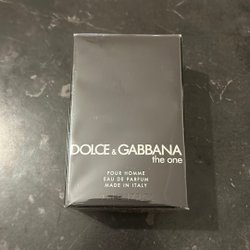 DOLCE & GABBANA
the one
POUR HOMME
EAU DE PARFUM
MADE IN ITALY